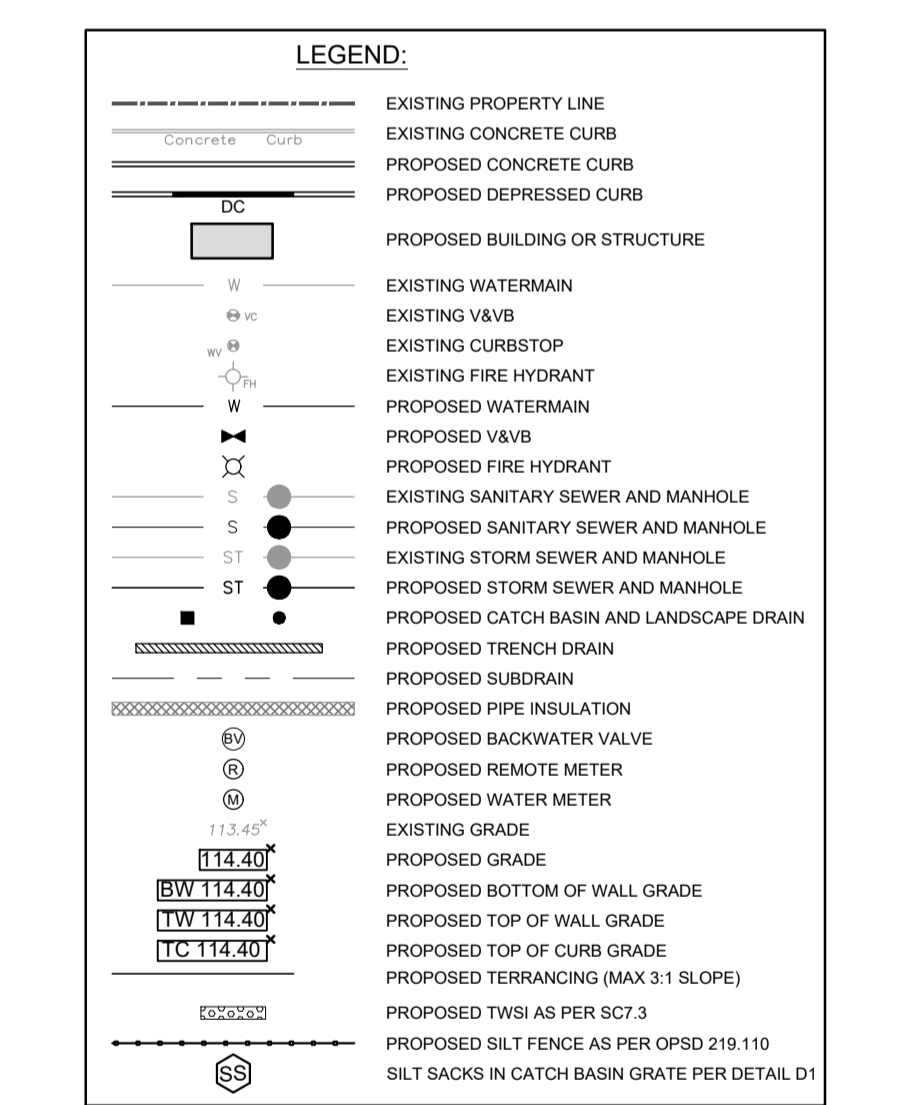 LEGEND:
EXISTING PROPERTY LINE
Concrete Curb EXISTING CONCRETE CURB
PROPOSED CONCRETE CURB
PROPOSED DEPRESSED CURB
DC
PROPOSED BUILDING OR STRUCTURE
W EXISTING WATERMAIN
VC EXISTING V&VB
WV EXISTING CURBSTOP
FH EXISTING FIRE HYDRANT
W PROPOSED WATERMAIN
PROPOSED V&VB
PROPOSED FIRE HYDRANT
S EXISTING SANITARY SEWER AND MANHOLE
S PROPOSED SANITARY SEWER AND MANHOLE
ST EXISTING STORM SEWER AND MANHOLE
ST PROPOSED STORM SEWER AND MANHOLE
PROPOSED CATCH BASIN AND LANDSCAPE DRAIN
PROPOSED TRENCH DRAIN
PROPOSED SUBDRAIN
PROPOSED PIPE INSULATION
BV PROPOSED BACKWATER VALVE
R PROPOSED REMOTE METER
M PROPOSED WATER METER
113.45× EXISTING GRADE
114.40× PROPOSED GRADE
BW 114.40× PROPOSED BOTTOM OF WALL GRADE
TW 114.40× PROPOSED TOP OF WALL GRADE
TC 114.40× PROPOSED TOP OF CURB GRADE
PROPOSED TERRANCING (MAX 3:1 SLOPE)
PROPOSED TWSI AS PER SC7.3
PROPOSED SILT FENCE AS PER OPSD 219.110
SS SILT SACKS IN CATCH BASIN GRATE PER DETAIL D1